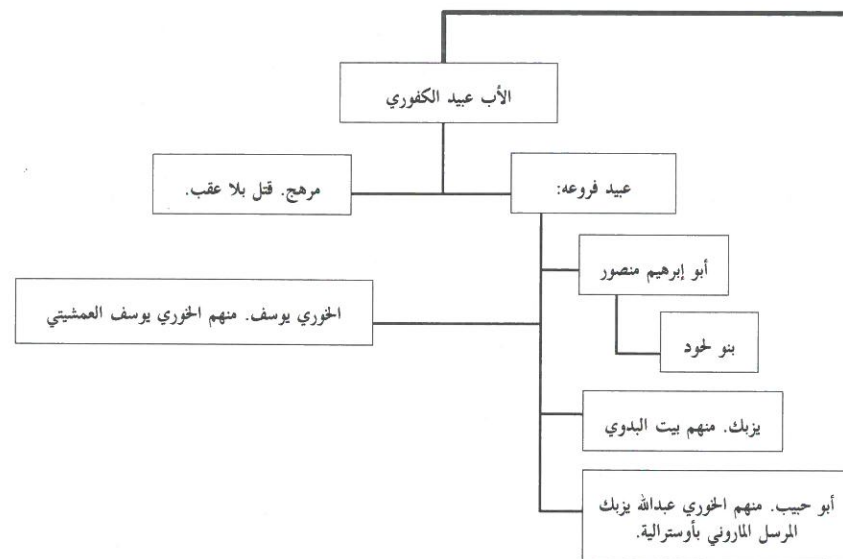 الأب عبيد الكفوري
عبيد فروعه:
مرهج. قتل بلا عقب.
أبو إبرهيم منصور
الخوري يوسف. منهم الخوري يوسف العمشيتي
بنو لحود
يزبك. منهم بيت البدوي
أبو حبيب. منهم الخوري عبدالله يزبك
المرسل الماروني بأوسترالية.